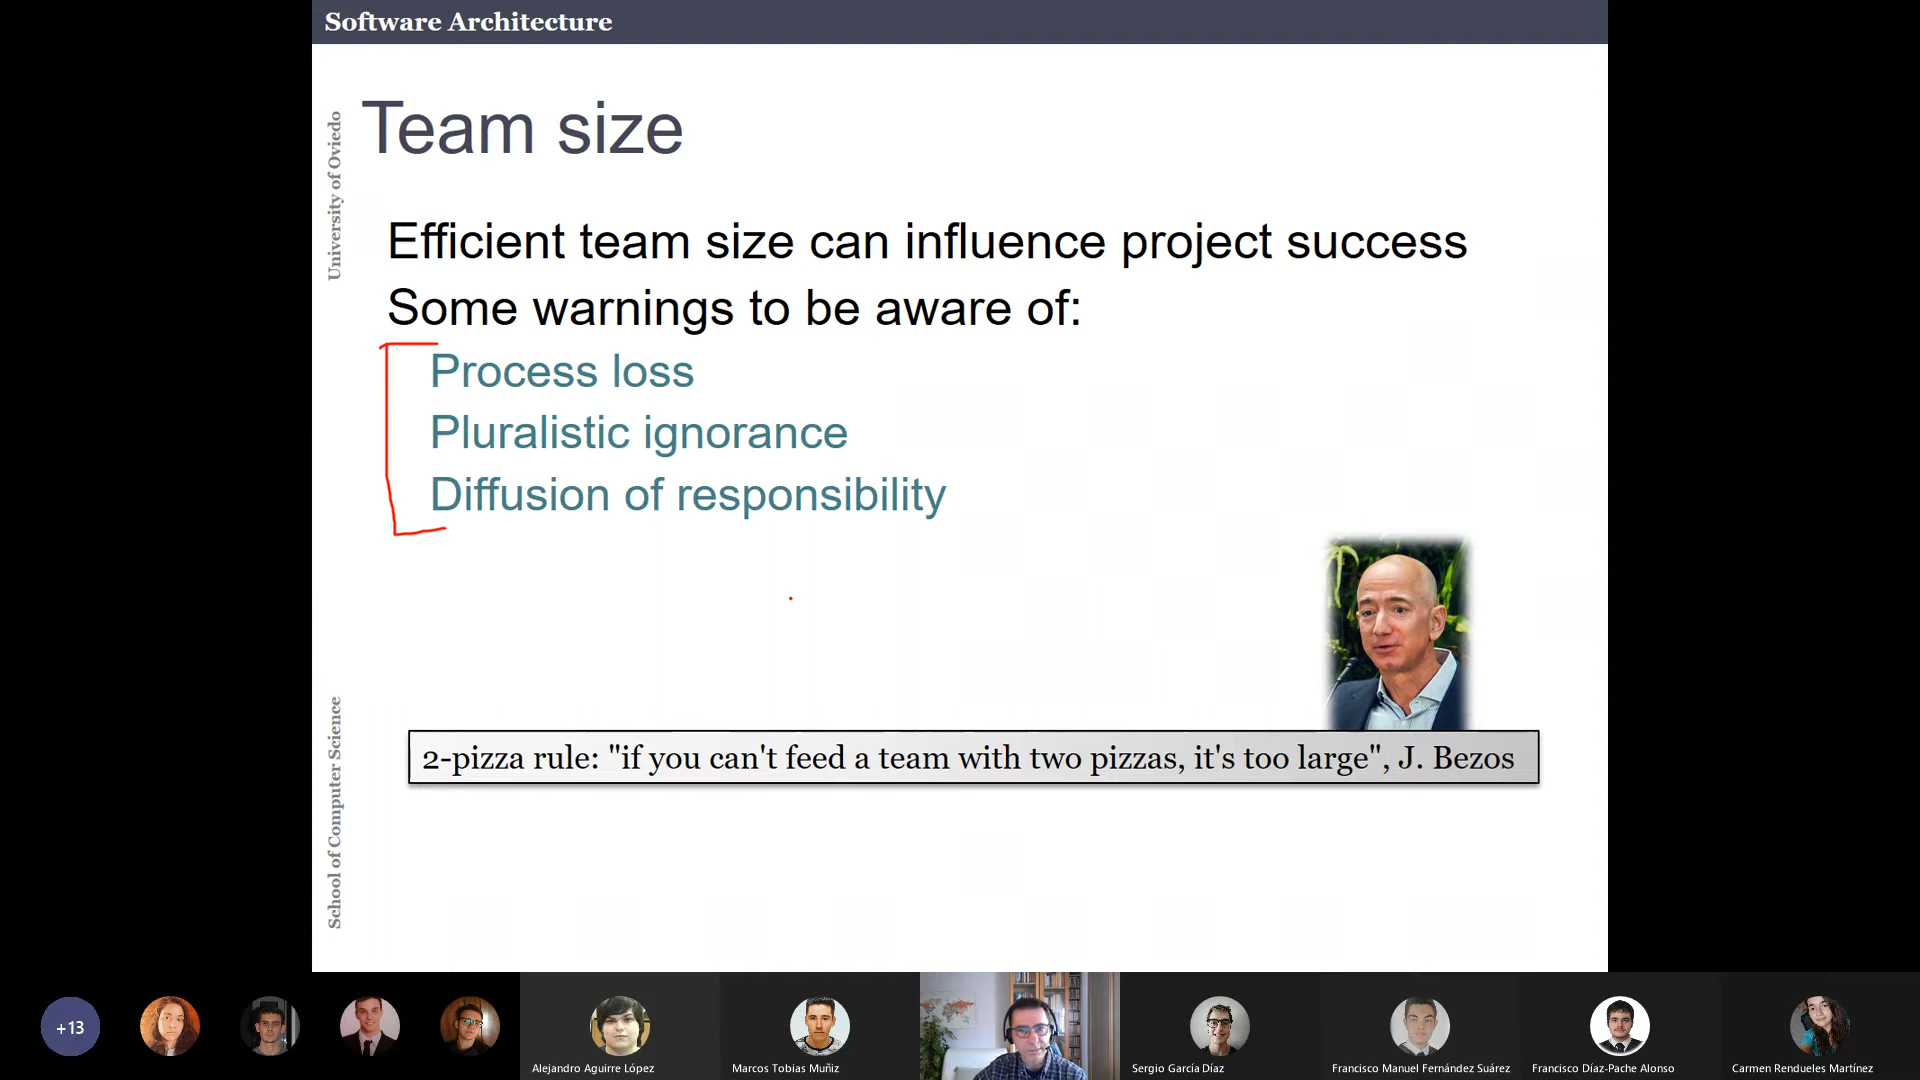 Software Architecture
University of Oviedo
Team size
Efficient team size can influence project success
Some warnings to be aware of:
Process loss
Pluralistic ignorance
Diffusion of responsibility
2-pizza rule: "if you can't feed a team with two pizzas, it's too large", J. Bezos
School of Computer Science
+13
Alejandro Aguirre López
Marcos Tobias Muñiz
Sergio García Díaz
Francisco Manuel Fernández Suárez
Francisco Díaz-Pache Alonso
Carmen Rendueles Martínez